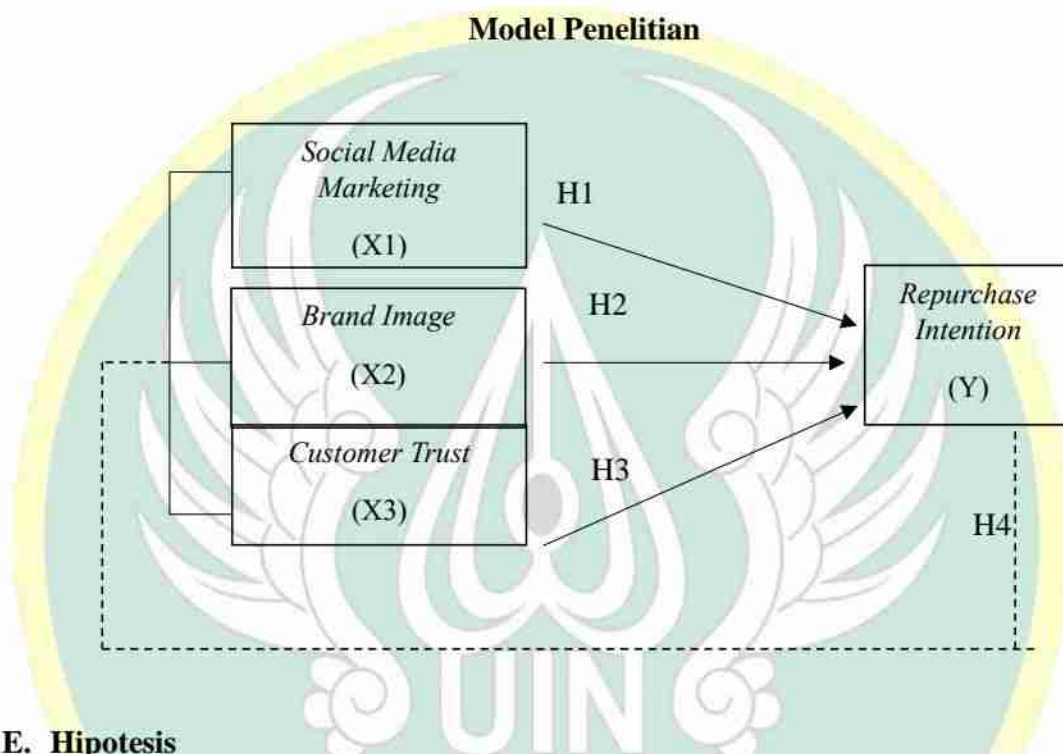 Model Penelitian
Social Media
Marketing
(X1)
H1
Brand Image
(X2)
H2
Repurchase
Intention
(Y)
Customer Trust
(X3)
H3
H4
UIN
E. Hipotesis